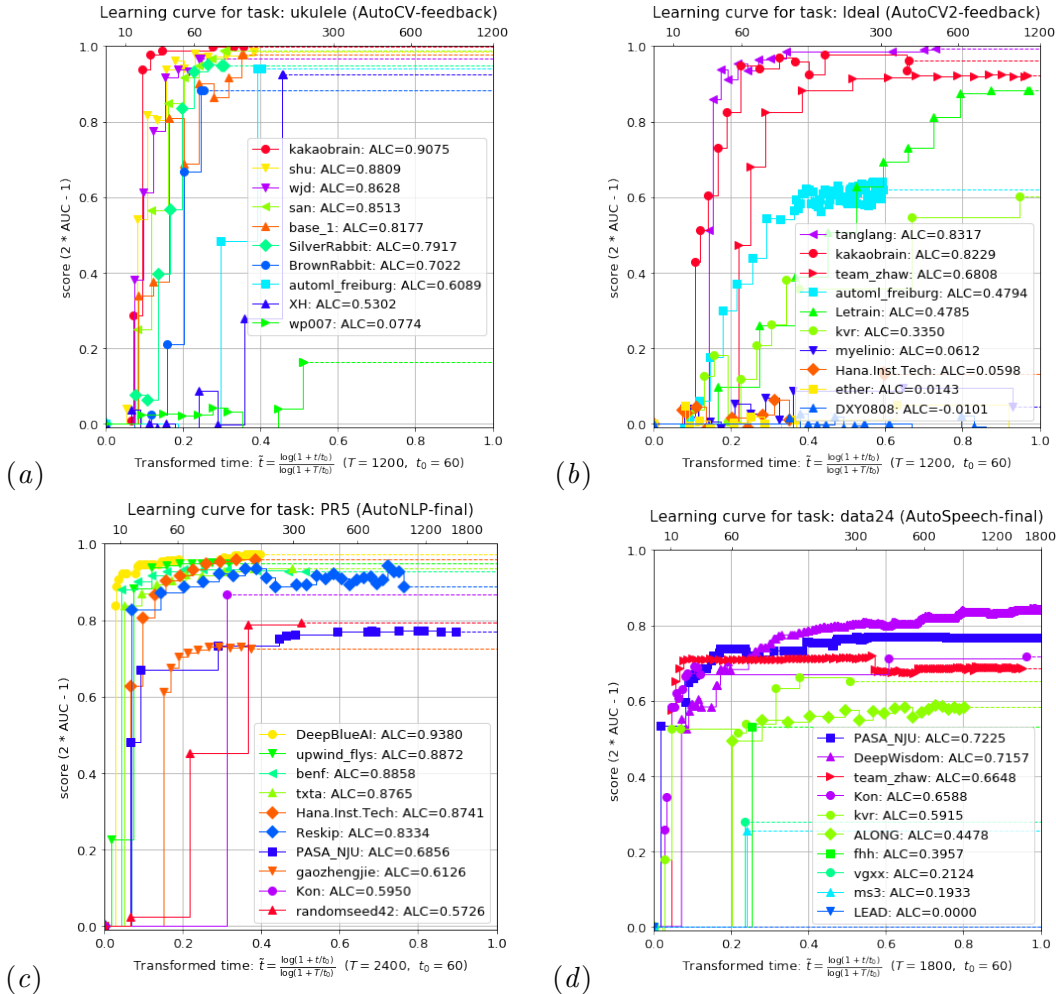 Learning curve for task: ukulele (AutoCV-feedback)
10 60 300 600 1200
1.0
0.8
0.6
0.4
0.2
0.0
score (2 * AUC - 1)
kakaobrain: ALC=0.9075
shu: ALC=0.8809
wjd: ALC=0.8628
san: ALC=0.8513
base_1: ALC=0.8177
SilverRabbit: ALC=0.7917
BrownRabbit: ALC=0.7022
automl_freiburg: ALC=0.6089
XH: ALC=0.5302
wp007: ALC=0.0774
0.0 0.2 0.4 0.6 0.8 1.0
Transformed time: t̃ = log(1 + t/t₀) / log(1 + T/t₀) (T = 1200, t₀ = 60)
(a)
Learning curve for task: Ideal (AutoCV2-feedback)
10 60 300 600 1200
1.0
0.8
0.6
0.4
0.2
0.0
score (2 * AUC - 1)
tanglang: ALC=0.8317
kakaobrain: ALC=0.8229
team_zhaw: ALC=0.6808
automl_freiburg: ALC=0.4794
Letrain: ALC=0.4785
kvr: ALC=0.3350
myelinio: ALC=0.0612
Hana.Inst.Tech: ALC=0.0598
ether: ALC=0.0143
DXY0808: ALC=-0.0101
0.0 0.2 0.4 0.6 0.8 1.0
Transformed time: t̃ = log(1 + t/t₀) / log(1 + T/t₀) (T = 1200, t₀ = 60)
(b)
Learning curve for task: PR5 (AutoNLP-final)
10 60 300 600 1200 1800
1.0
0.8
0.6
0.4
0.2
0.0
score (2 * AUC - 1)
DeepBlueAI: ALC=0.9380
upwind_flys: ALC=0.8872
benf: ALC=0.8858
txta: ALC=0.8765
Hana.Inst.Tech: ALC=0.8741
Reskip: ALC=0.8334
PASA_NJU: ALC=0.6856
gaozhengjie: ALC=0.6126
Kon: ALC=0.5950
randomseed42: ALC=0.5726
0.0 0.2 0.4 0.6 0.8 1.0
Transformed time: t̃ = log(1 + t/t₀) / log(1 + T/t₀) (T = 2400, t₀ = 60)
(c)
Learning curve for task: data24 (AutoSpeech-final)
10 60 300 600 1200 1800
1.0
0.8
0.6
0.4
0.2
0.0
score (2 * AUC - 1)
PASA_NJU: ALC=0.7225
DeepWisdom: ALC=0.7157
team_zhaw: ALC=0.6648
Kon: ALC=0.6588
kvr: ALC=0.5915
ALONG: ALC=0.4478
fhh: ALC=0.3957
vgxx: ALC=0.2124
ms3: ALC=0.1933
LEAD: ALC=0.0000
0.0 0.2 0.4 0.6 0.8 1.0
Transformed time: t̃ = log(1 + t/t₀) / log(1 + T/t₀) (T = 1800, t₀ = 60)
(d)